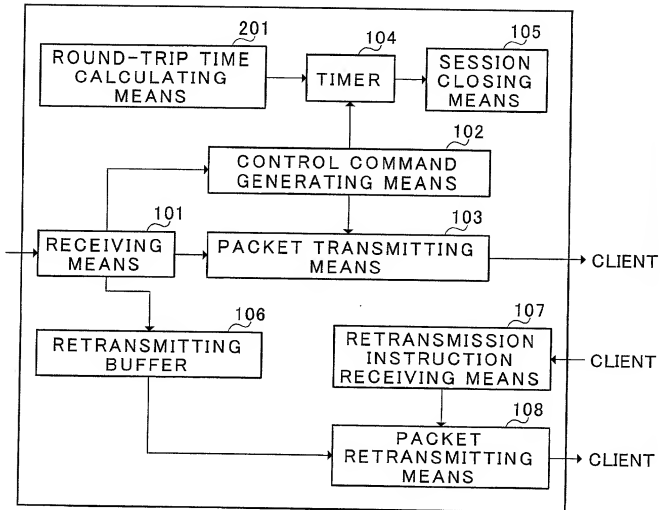 201
ROUND-TRIP TIME
CALCULATING
MEANS
104
TIMER
105
SESSION
CLOSING
MEANS
102
CONTROL COMMAND
GENERATING MEANS
101
RECEIVING
MEANS
103
PACKET TRANSMITTING
MEANS
CLIENT
106
RETRANSMITTING
BUFFER
107
RETRANSMISSION
INSTRUCTION
RECEIVING MEANS
CLIENT
108
PACKET
RETRANSMITTING
MEANS
CLIENT